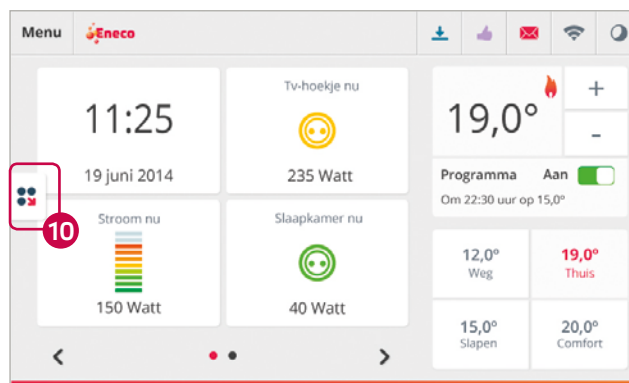 Menu
Eneco
11:25
19 juni 2014
Tv-hoekje nu
235 Watt
Stroom nu
150 Watt
Slaapkamer nu
40 Watt
10
19,0°
+
-
Programma Aan
Om 22:30 uur op 15,0°
12,0°
Weg
19,0°
Thuis
15,0°
Slapen
20,0°
Comfort